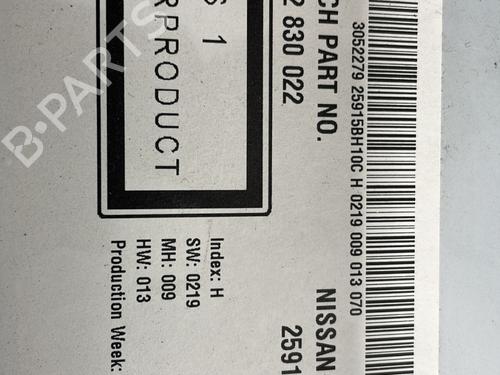 3052279 25915BH10C H 0219 009 013 070
CH PART NO.
2 830 022
NISSAN
2591
S 1
RPRODUCT
Index: H
SW: 0219
MH: 009
HW: 013
Production Week:
B-PARTS